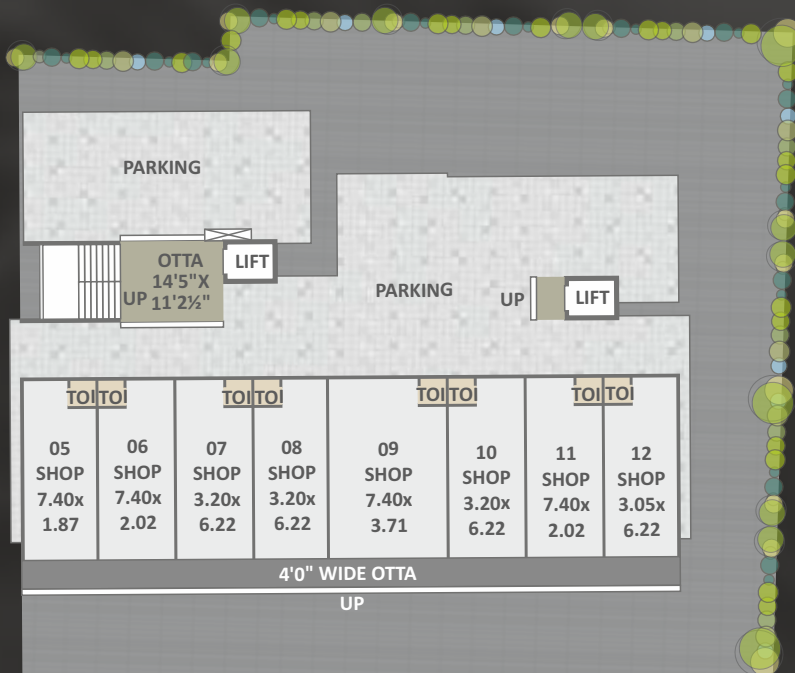 PARKING
OTTA
14'5"X
11'2½"
UP
LIFT
PARKING
UP
LIFT
TOI TOI
TOI TOI
TOI TOI
TOI TOI
05
SHOP
7.40x
1.87
06
SHOP
7.40x
2.02
07
SHOP
3.20x
6.22
08
SHOP
3.20x
6.22
09
SHOP
7.40x
3.71
10
SHOP
3.20x
6.22
11
SHOP
7.40x
2.02
12
SHOP
3.05x
6.22
4'0" WIDE OTTA
UP